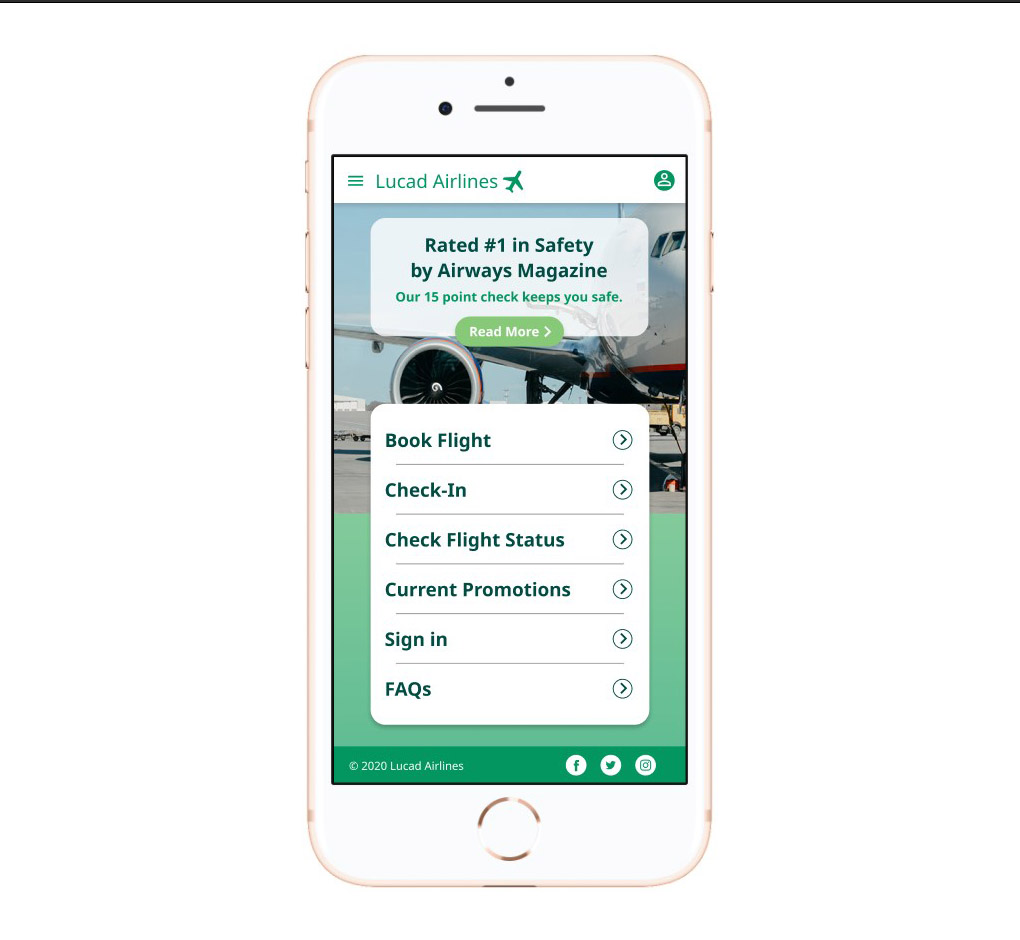 Lucad Airlines
Rated #1 in Safety
by Airways Magazine
Our 15 point check keeps you safe.
Read More
Book Flight
Check-In
Check Flight Status
Current Promotions
Sign in
FAQs
© 2020 Lucad Airlines